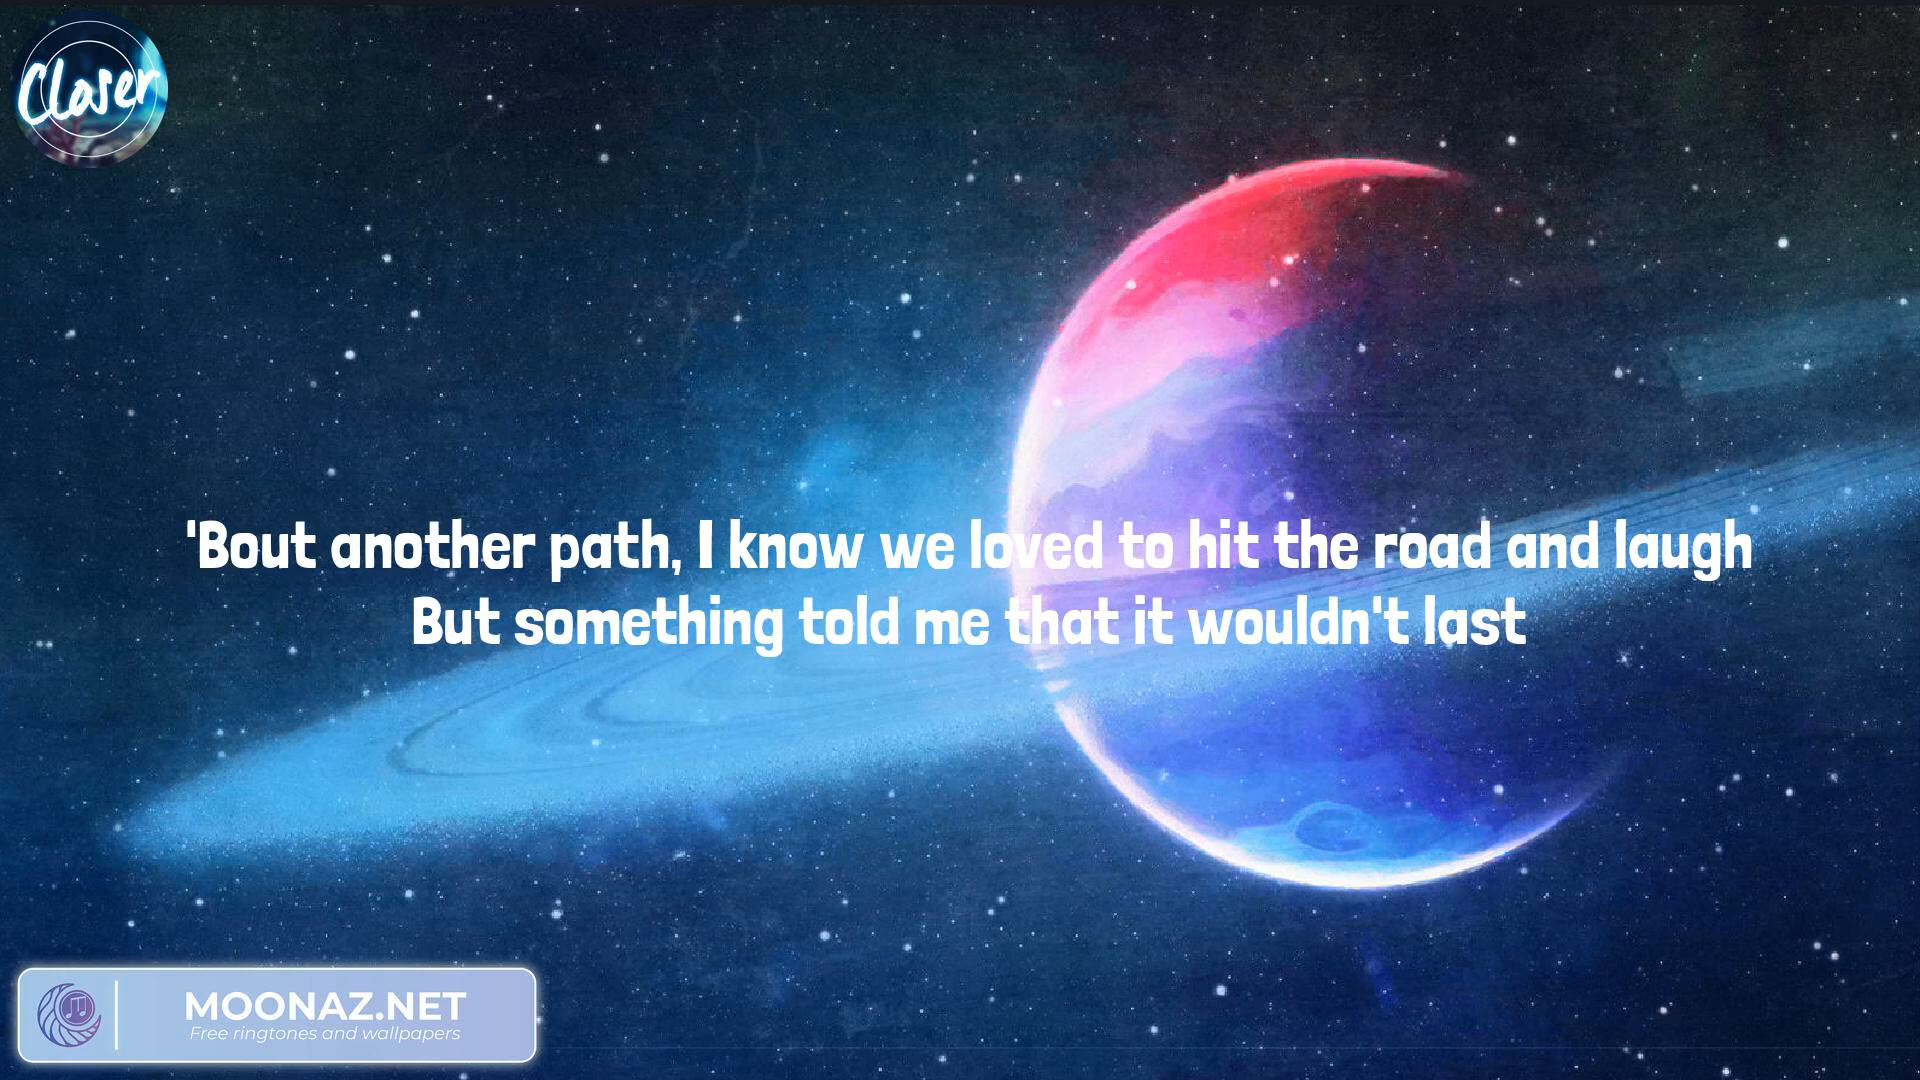 Closer
'Bout another path, I know we loved to hit the road and laugh
But something told me that it wouldn't last
MOONAZ.NET
Free ringtones and wallpapers